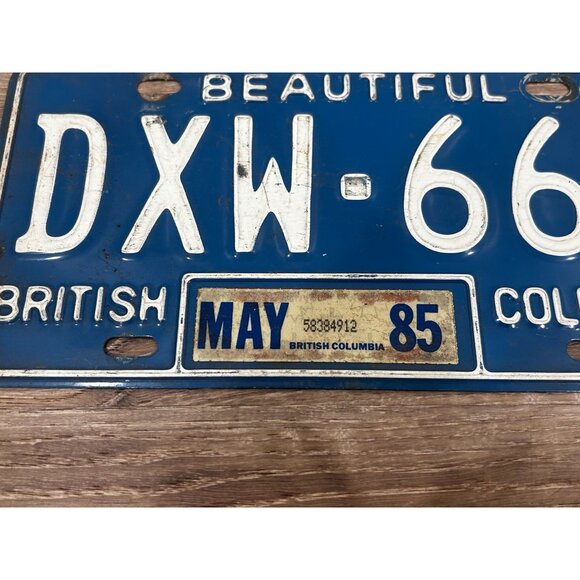 BEAUTIFUL
DXW-66
BRITISH MAY 58384912 85 COL
BRITISH COLUMBIA